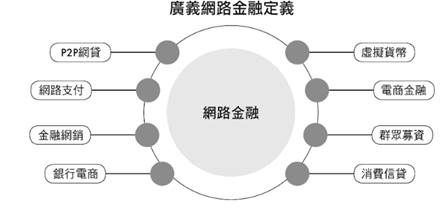 廣義網路金融定義
P2P網貸
網路支付
金融網銷
銀行電商
網路金融
虛擬貨幣
電商金融
群眾募資
消費信貸